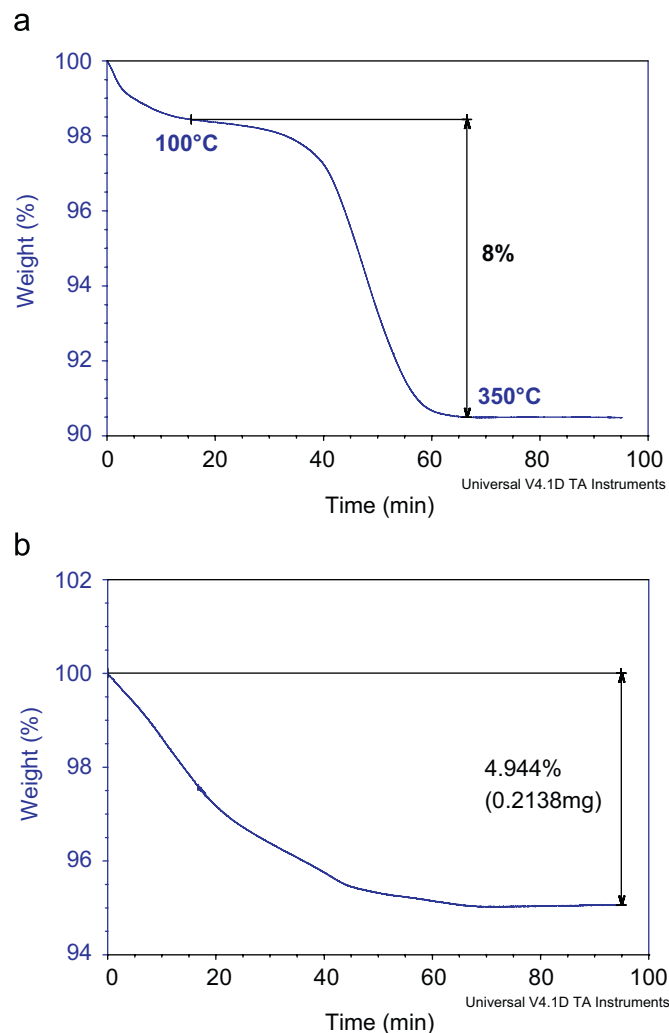 a
100
98
96
94
92
90
Weight (%)
100°C
8%
350°C
0
20
40
60
80
100
Universal V4.1D TA Instruments
Time (min)
b
102
100
98
96
94
Weight (%)
4.944%
(0.2138mg)
0
20
40
60
80
100
Universal V4.1D TA Instruments
Time (min)